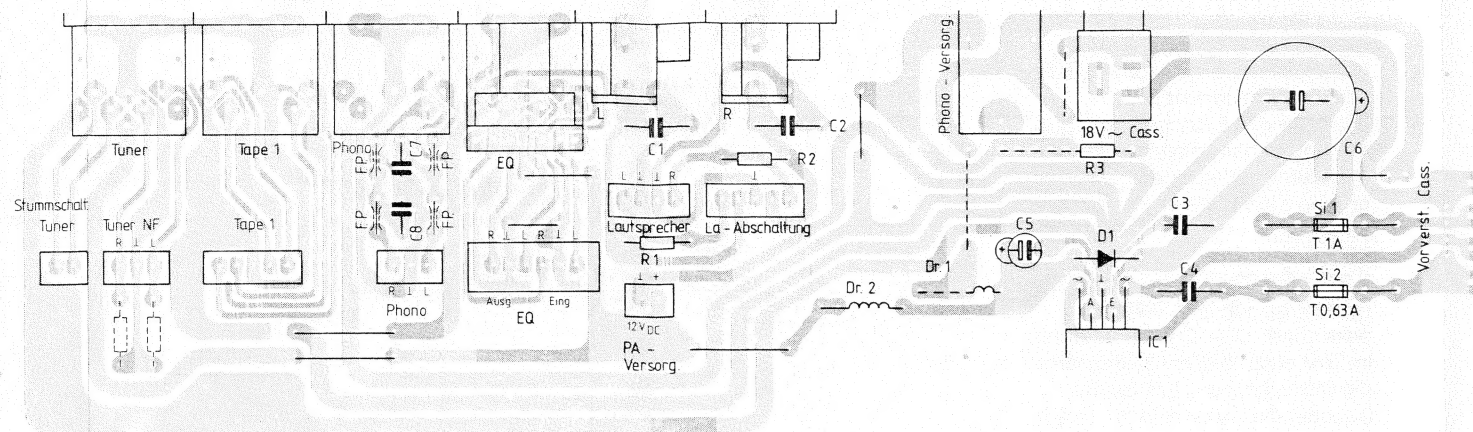 Tuner
Tape 1
Phono
FP
C7
FP
EQ
L
C1
R
C2
R2
Phono - Versorg.
18V ~ Cass.
R3
C6
Stummschalt
Tuner
Tuner NF
R ⊥ L
Tape 1
FP
C8
FP
R ⊥ L
Phono
R ⊥ L R ⊥ L
Ausg Eing
EQ
L ⊥ ⊥ R
Lautsprecher
R1
⊥ +
12V DC
PA -
Versorg.
⊥
La - Abschaltung
Dr. 2
Dr. 1
C5
+
D1
~ ⊥ ~
A E
IC1
C3
C4
+
Si 1
T 1A
Si 2
T 0,63A
Vorverst. Cass.